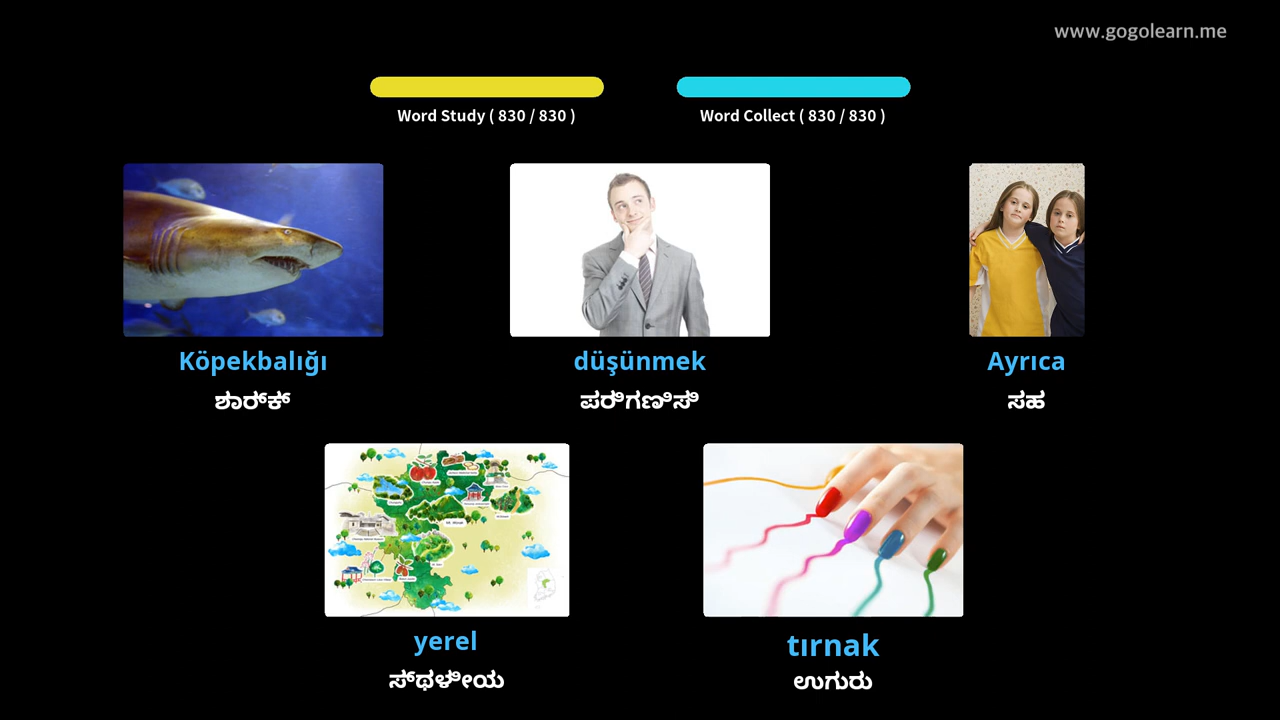 www.gogolearn.me
Word Study ( 830 / 830 )
Word Collect ( 830 / 830 )
Köpekbalığı
düşünmek
Ayrıca
ಶಾರ್ಕ್
ಪರಿಗಣಿಸಿ
ಸಹ
yerel
tırnak
ಸ್ಥಳೀಯ
ಉಗುರು